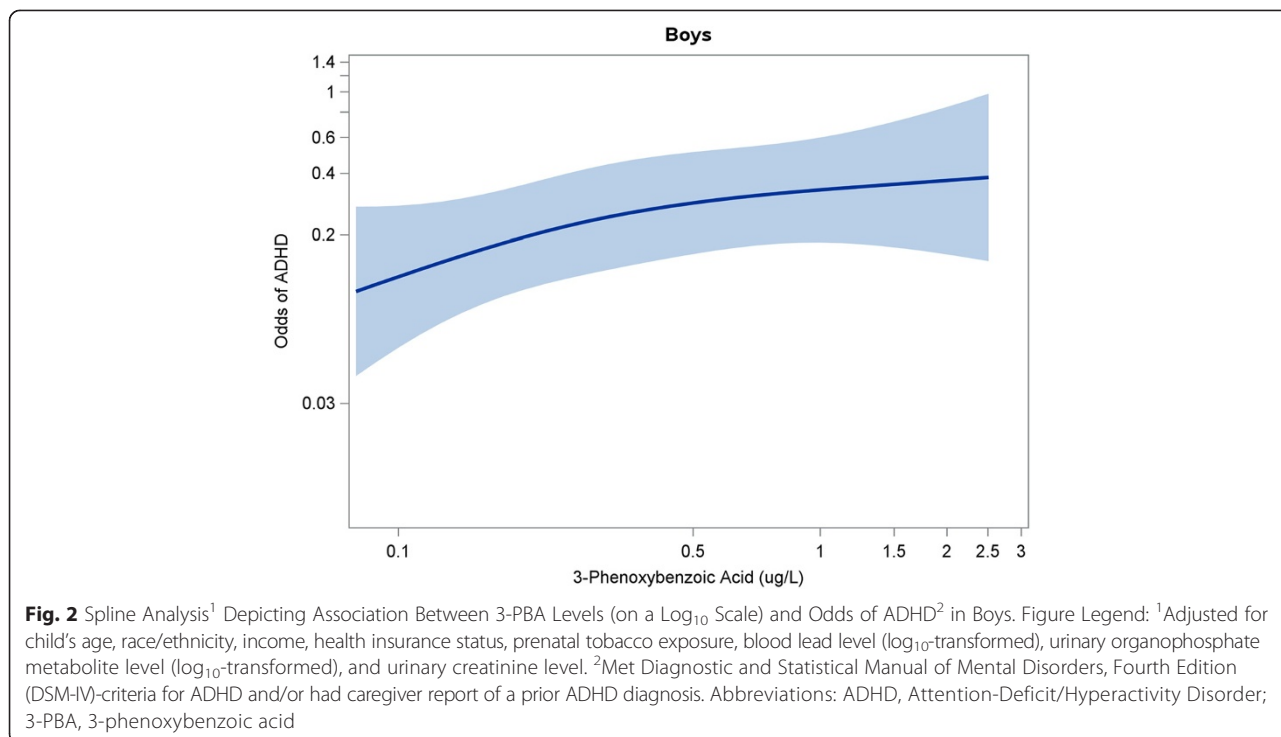 Boys
1.4
1
0.6
0.4
0.2
0.03
Odds of ADHD
0.1 0.5 1 1.5 2 2.5 3
3-Phenoxybenzoic Acid (ug/L)
Fig. 2 Spline Analysis¹ Depicting Association Between 3-PBA Levels (on a Log₁₀ Scale) and Odds of ADHD² in Boys. Figure Legend: ¹Adjusted for
child's age, race/ethnicity, income, health insurance status, prenatal tobacco exposure, blood lead level (log₁₀-transformed), urinary organophosphate
metabolite level (log₁₀-transformed), and urinary creatinine level. ²Met Diagnostic and Statistical Manual of Mental Disorders, Fourth Edition
(DSM-IV)-criteria for ADHD and/or had caregiver report of a prior ADHD diagnosis. Abbreviations: ADHD, Attention-Deficit/Hyperactivity Disorder;
3-PBA, 3-phenoxybenzoic acid